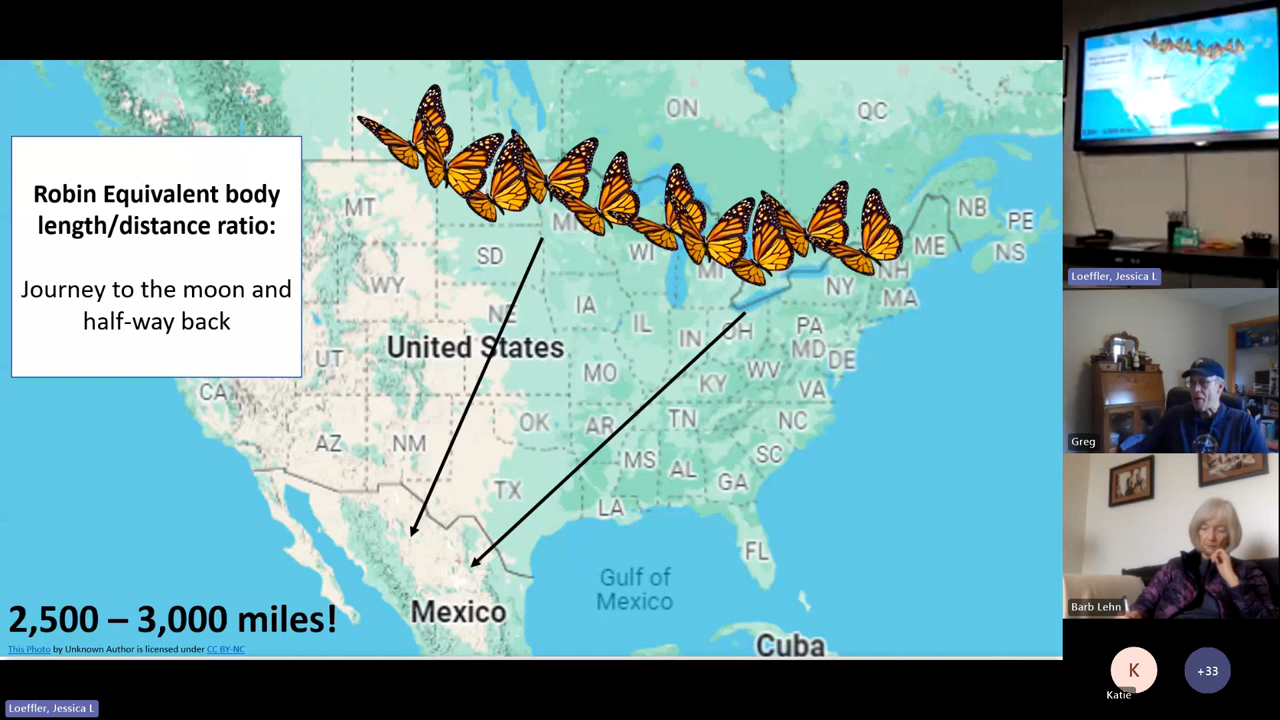 Robin Equivalent body
length/distance ratio:
Journey to the moon and
half-way back
ON
QC
MT
NB
PE
ME
NS
SD
WI
MI
NH
WY
NY
MA
NE
IA
IL
IN
OH
PA
MD
DE
United States
UT
MO
WV
KY
VA
CA
OK
AR
TN
NC
AZ
NM
MS
AL
SC
GA
TX
LA
FL
Gulf of
Mexico
Mexico
Cuba
2,500 – 3,000 miles!
This Photo by Unknown Author is licensed under CC BY-NC
Loeffler, Jessica L
Loeffler, Jessica L
Greg
Barb Lehn
K
Katie
+33